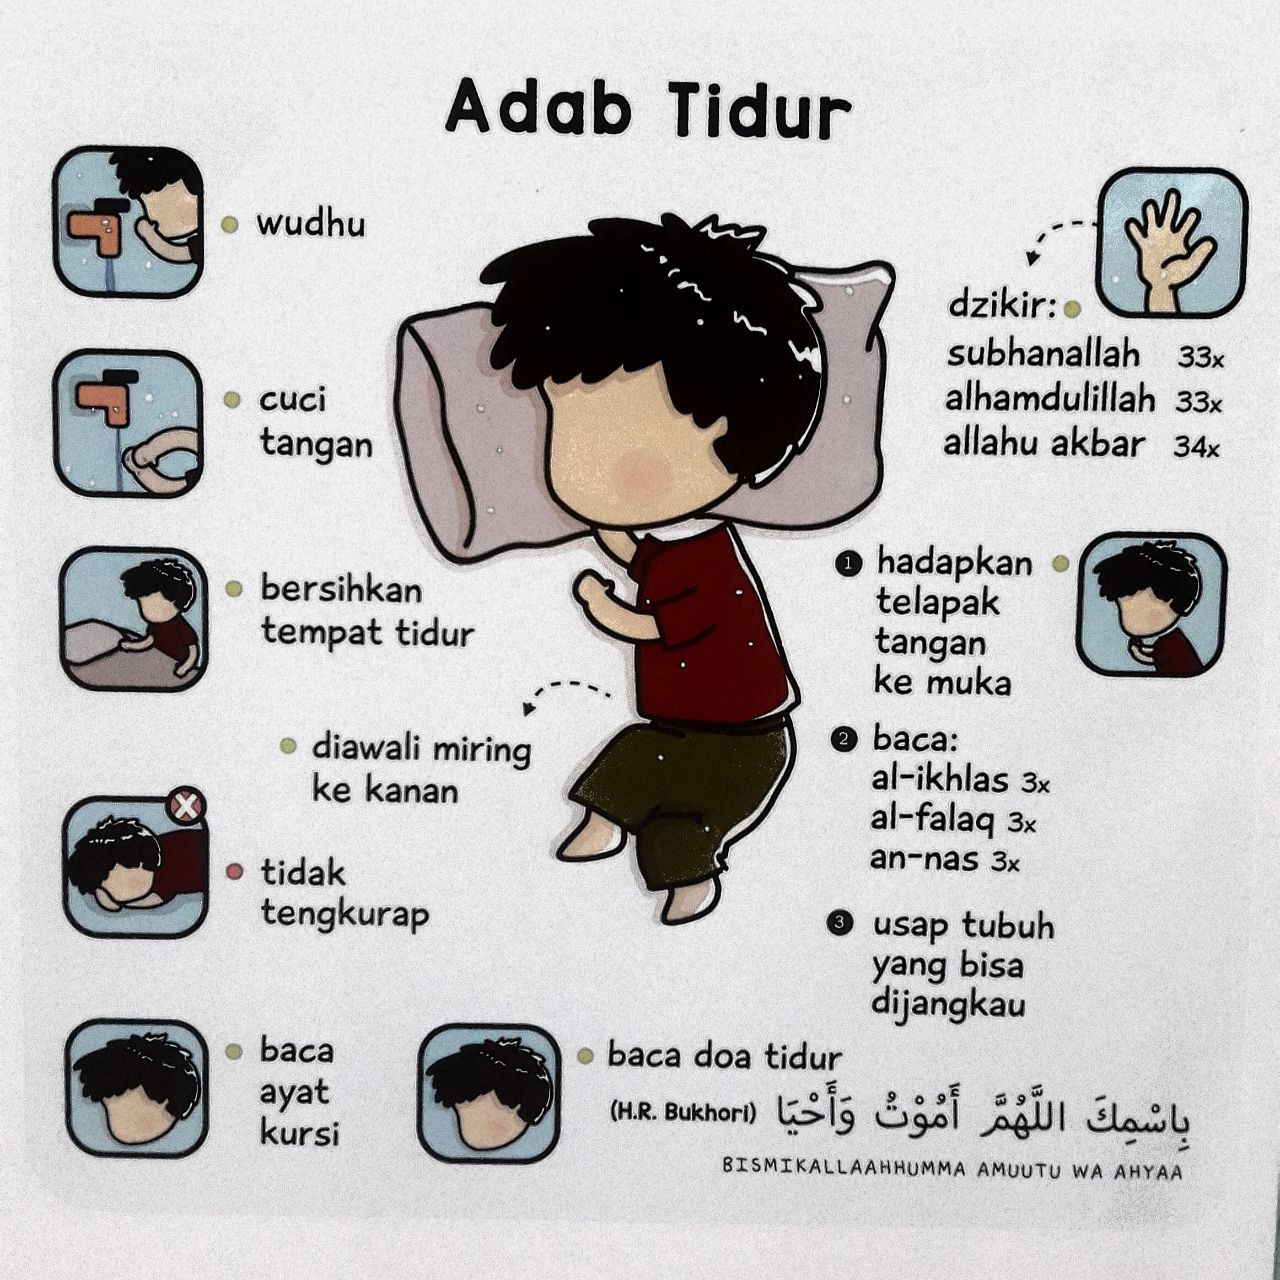 Adab Tidur
wudhu
cuci
tangan
bersihkan
tempat tidur
diawali miring
ke kanan
tidak
tengkurap
baca
ayat
kursi
dzikir:
subhanallah 33x
alhamdulillah 33x
allahu akbar 34x
1 hadapkan
telapak
tangan
ke muka
2 baca:
al-ikhlas 3x
al-falaq 3x
an-nas 3x
3 usap tubuh
yang bisa
dijangkau
baca doa tidur
بِاسْمِكَ اللَّهُمَّ أَمُوْتُ وَأَحْيَا (H.R. Bukhori)
BISMIKALLAAHHUMMA AMUUTU WA AHYAA